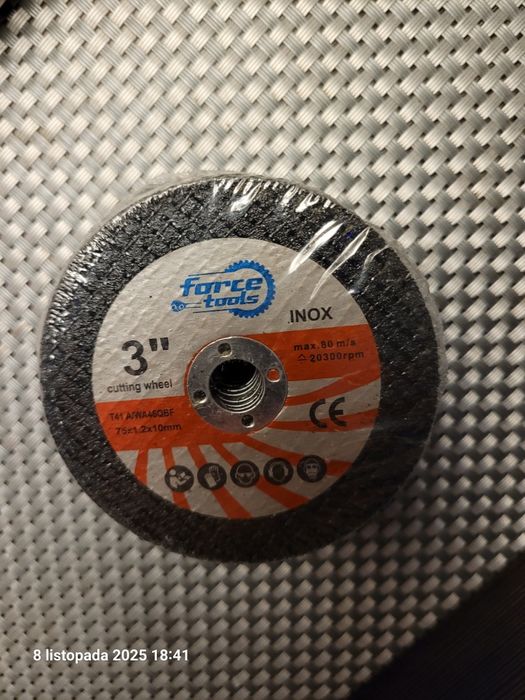 force
tools
INOX
3"
cutting wheel
max.80 m/s
20300rpm
T41 A/WA46QBF
75x1.2x10mm
CE
8 listopada 2025 18:41